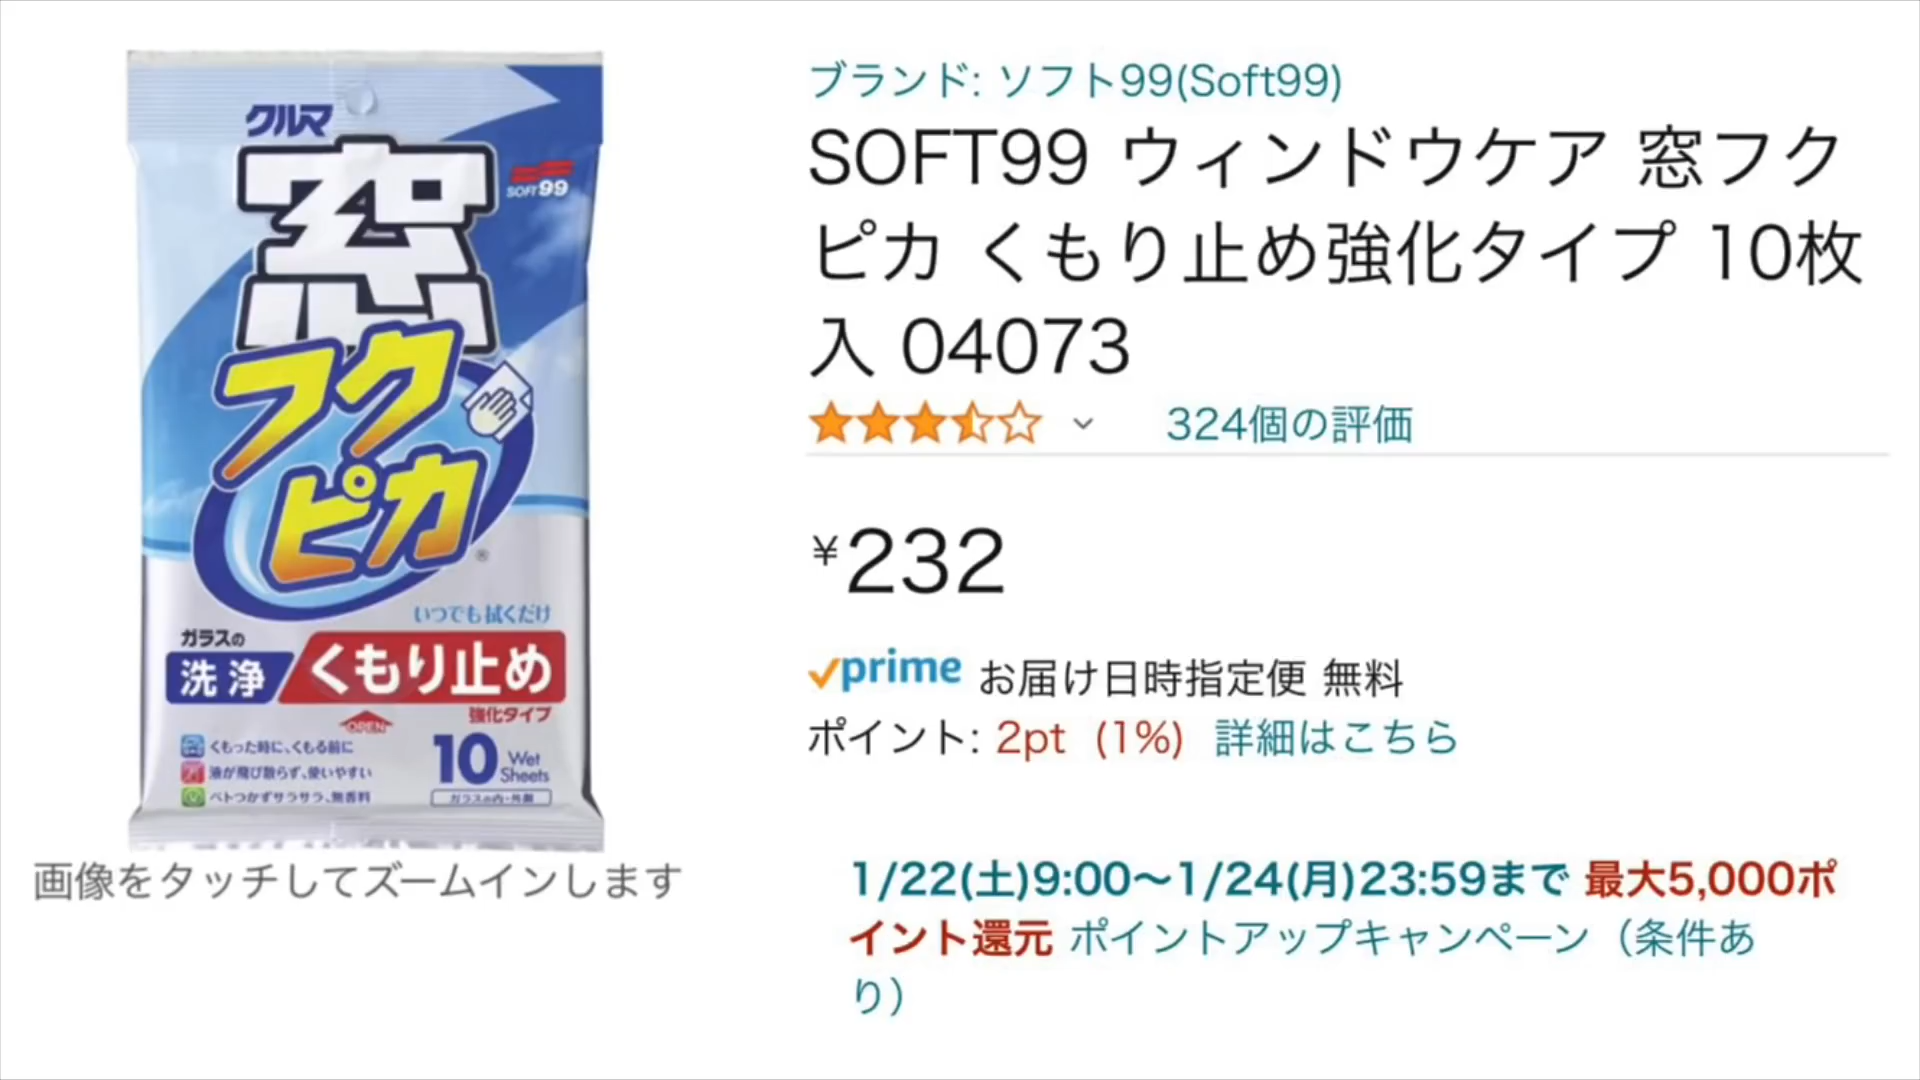 クルマ
窓
SOFT99
フク
ピカ
®
いつでも拭くだけ
ガラスの
洗浄
くもり止め
強化タイプ
OPEN
くもった時に、くもる前に
液が飛び散らず、使いやすい
ベトつかずサラサラ、無香料
10
Wet
Sheets
ガラスの内・外側
画像をタッチしてズームインします
ブランド: ソフト99(Soft99)
SOFT99 ウィンドウケア 窓フク
ピカ くもり止め強化タイプ 10枚
入 04073
324個の評価
¥232
prime お届け日時指定便 無料
ポイント: 2pt (1%) 詳細はこちら
1/22(土)9:00〜1/24(月)23:59まで 最大5,000ポ
イント還元 ポイントアップキャンペーン（条件あ
り）